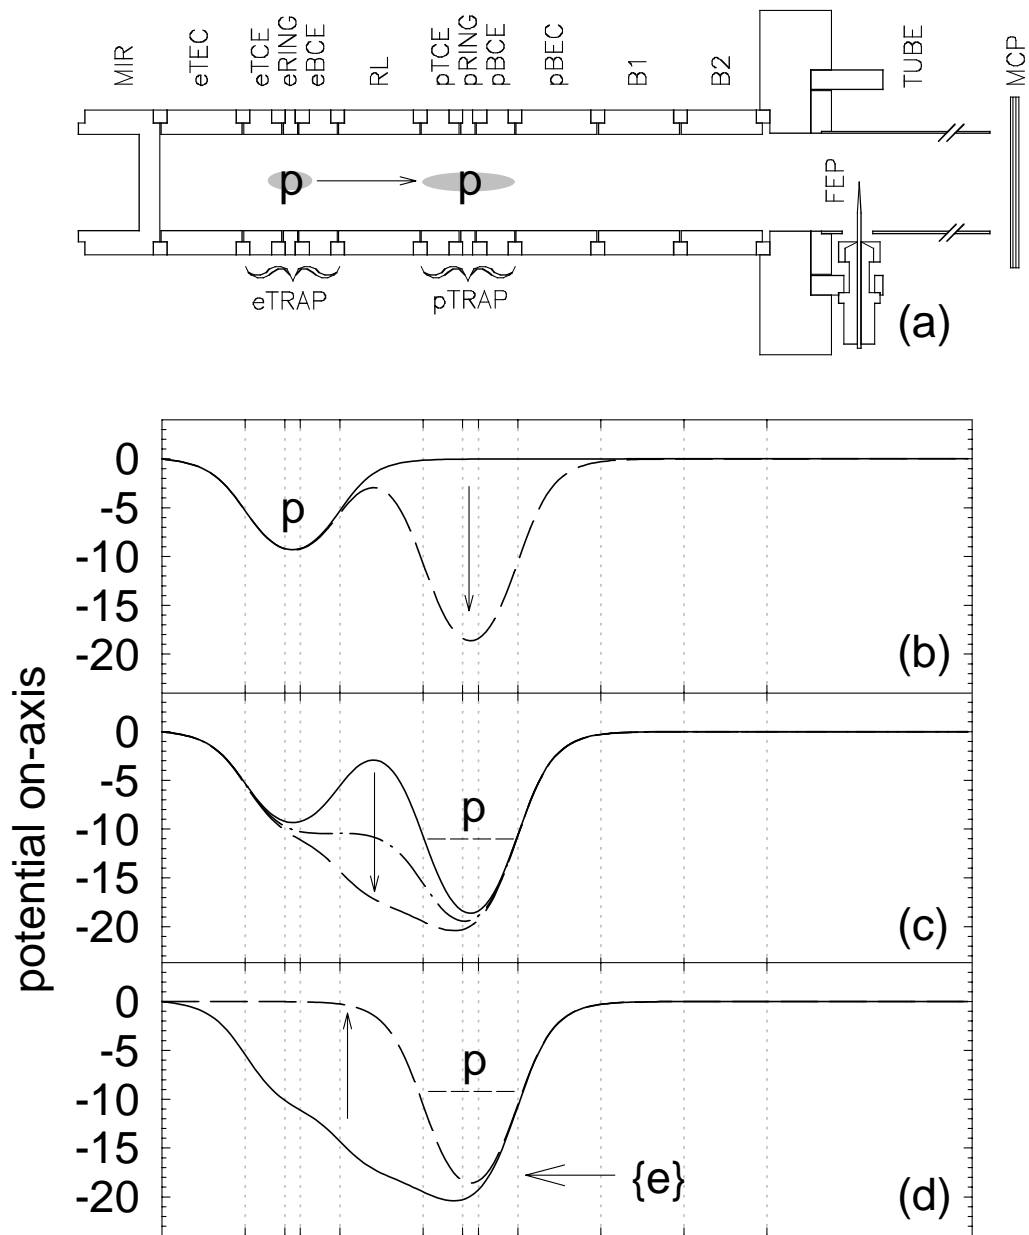 MIR
eTEC
eTCE
eRING
eBCE
RL
pTCE
pRING
pBCE
pBEC
B1
B2
TUBE
MCP
p
p
FEP
eTRAP
pTRAP
(a)
potential on-axis
0
-5
-10
-15
-20
p
(b)
0
-5
-10
-15
-20
p
(c)
0
-5
-10
-15
-20
p
{e}
(d)